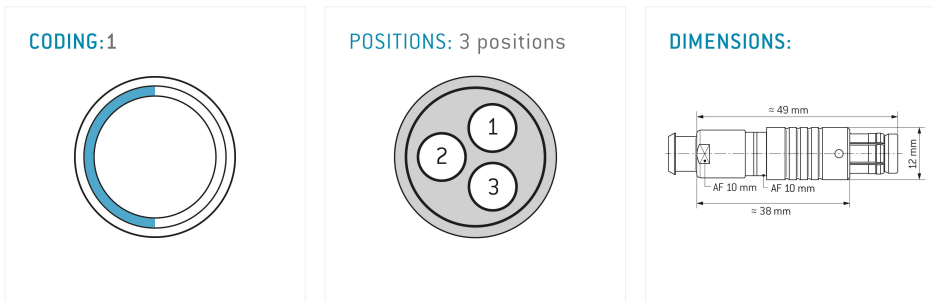 CODING:1
POSITIONS: 3 positions
1
2
3
DIMENSIONS:
≈ 49 mm
12 mm
AF 10 mm
AF 10 mm
≈ 38 mm